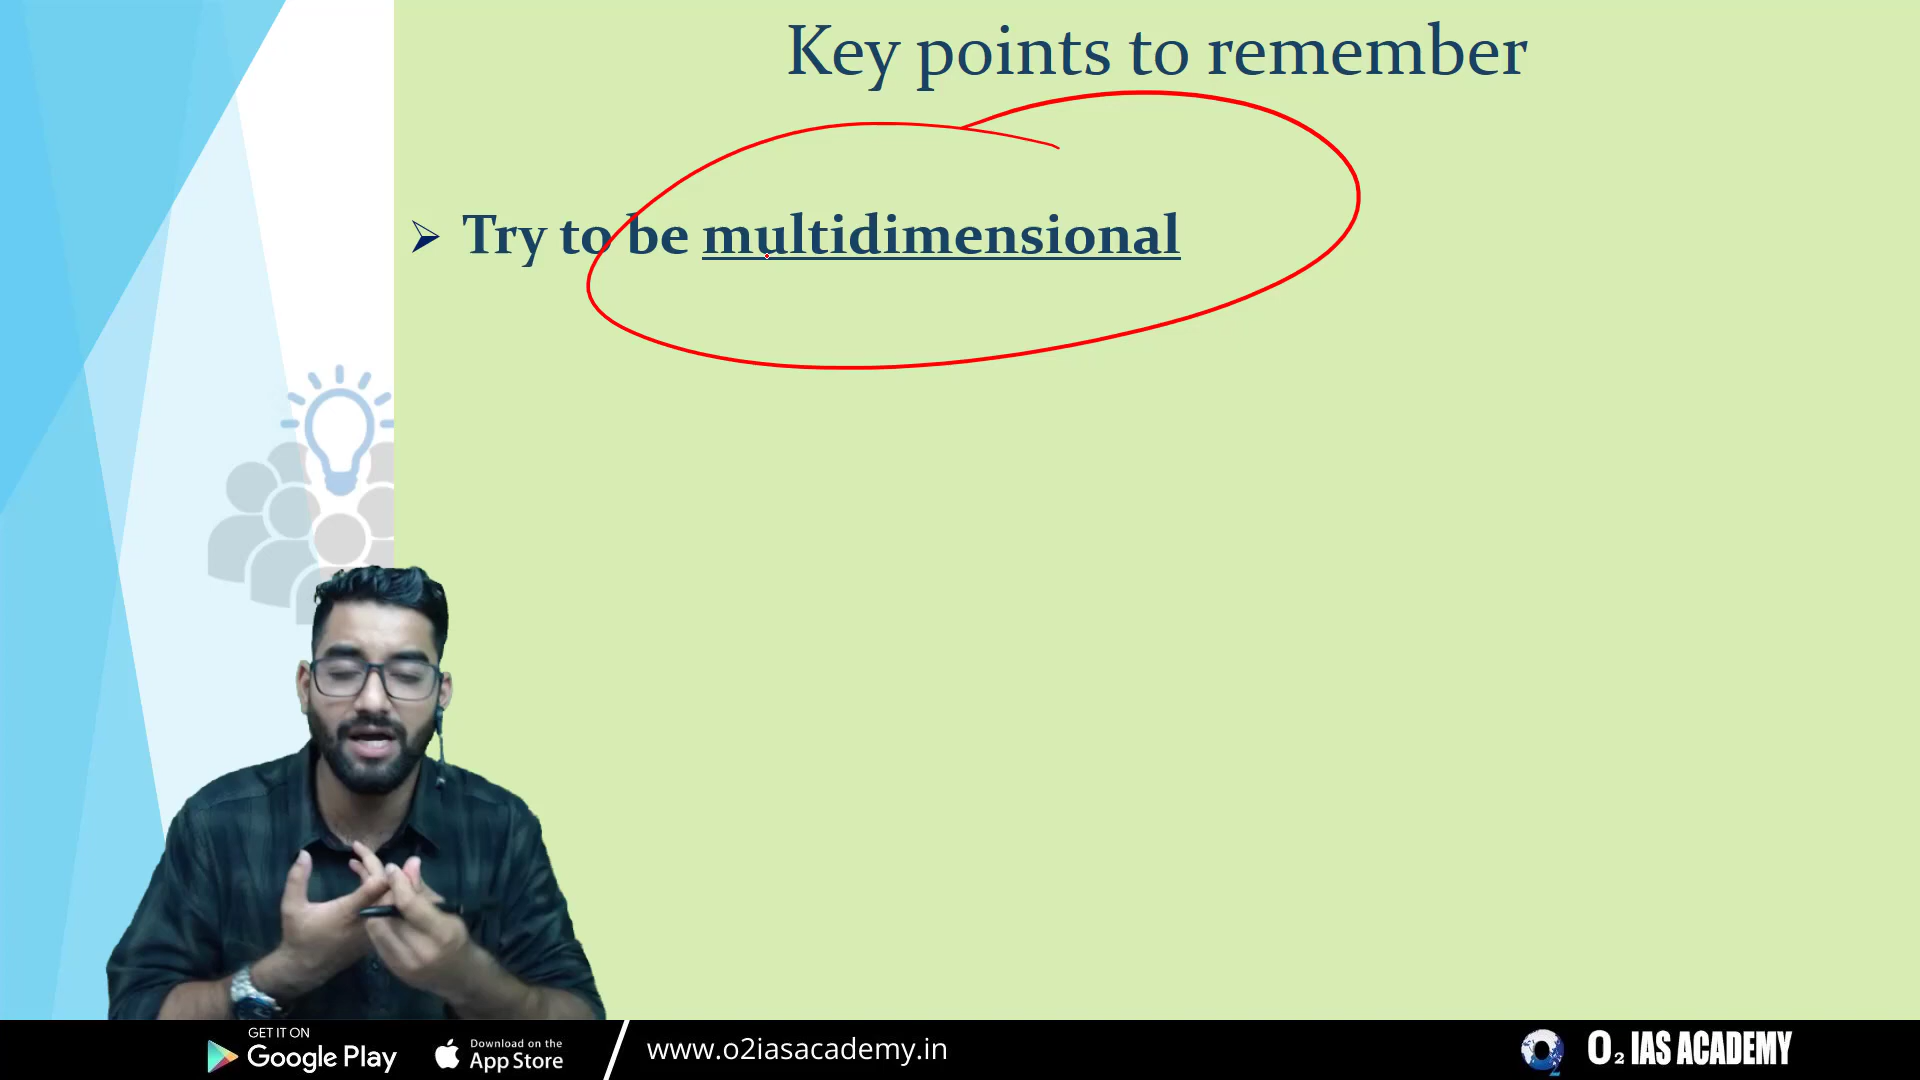 Key points to remember
Try to be multidimensional
GET IT ON
Google Play
Download on the
App Store
www.o2iasacademy.in
O2
O2 IAS ACADEMY